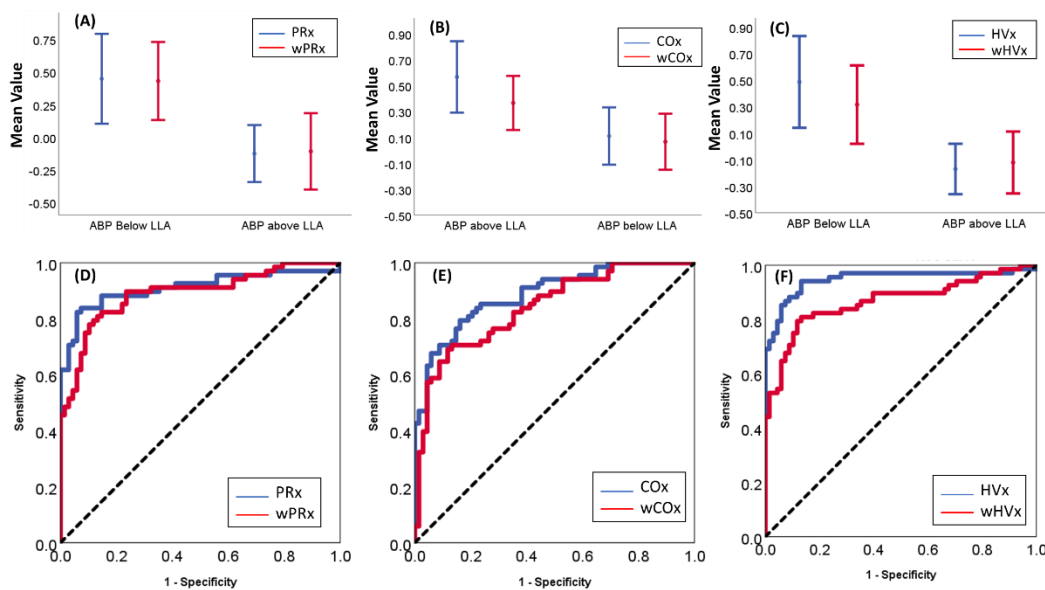 (A)
PRx
wPRx
Mean Value
0.75
0.50
0.25
0.00
0.25
0.50
ABP Below LLA
ABP above LLA
(B)
COx
wCOx
Mean Value
0.90
0.70
0.50
0.30
0.10
-0.10
-0.30
-0.50
ABP above LLA
ABP below LLA
(C)
HVx
wHVx
Mean Value
0.90
0.70
0.50
0.30
0.10
-0.10
-0.30
-0.50
ABP Below LLA
ABP above LLA
(D)
Sensitivity
1.0
0.8
0.6
0.4
0.2
0.0
PRx
wPRx
0.0 0.2 0.4 0.6 0.8 1.0
1 - Specificity
(E)
Sensitivity
1.0
0.8
0.6
0.4
0.2
0.0
COx
wCOx
0.0 0.2 0.4 0.6 0.8 1.0
1 - Specificity
(F)
Sensitivity
1.0
0.8
0.6
0.4
0.2
0.0
HVx
wHVx
0.0 0.2 0.4 0.6 0.8 1.0
1 - Specificity